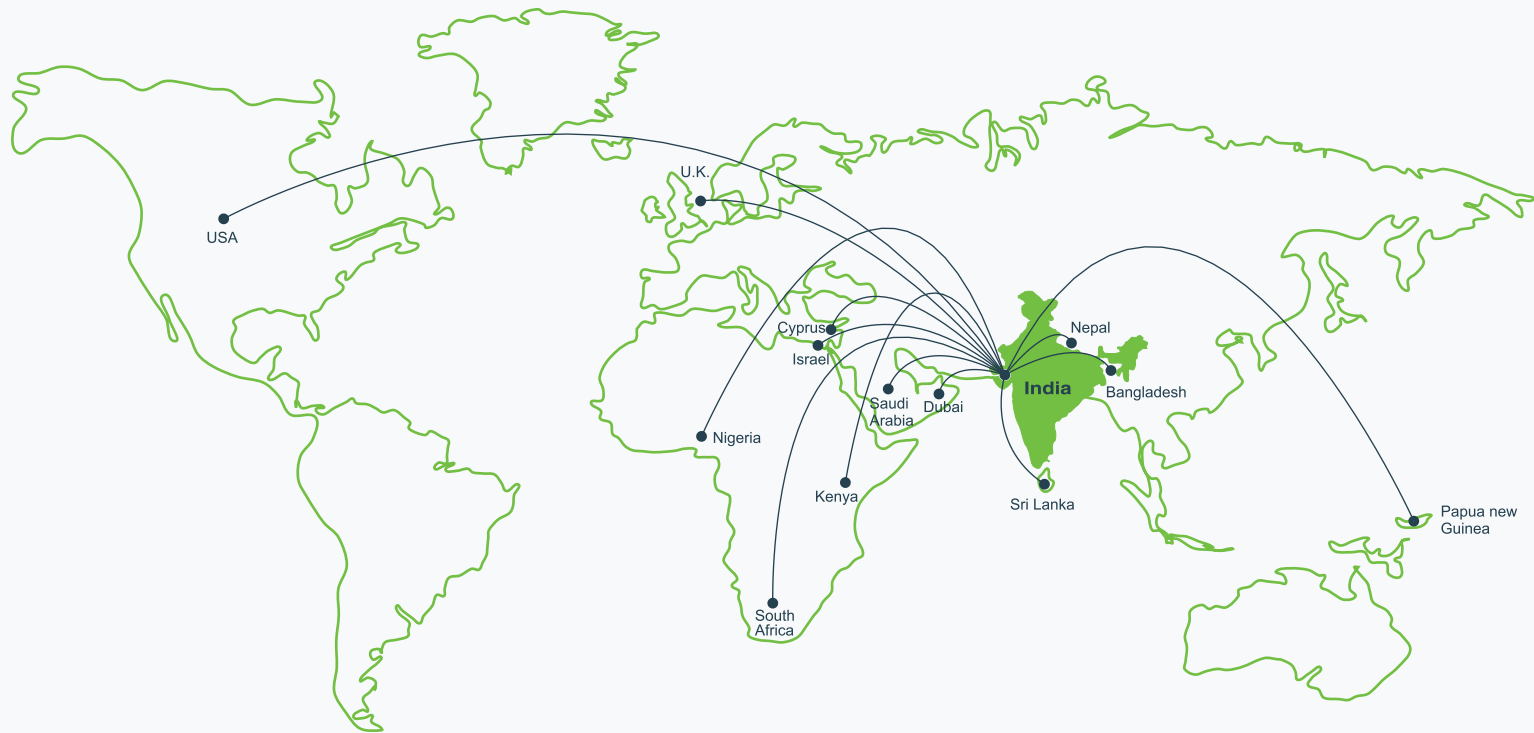 U.K.
USA
Cyprus
Nepal
Israel
India
Bangladesh
Saudi
Arabia
Dubai
Nigeria
Kenya
Sri Lanka
Papua new
Guinea
South
Africa